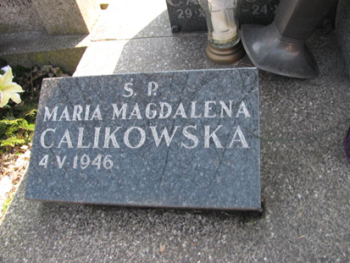 Ś. P.
MARIA MAGDALENA
CALIKOWSKA
4 V 1946